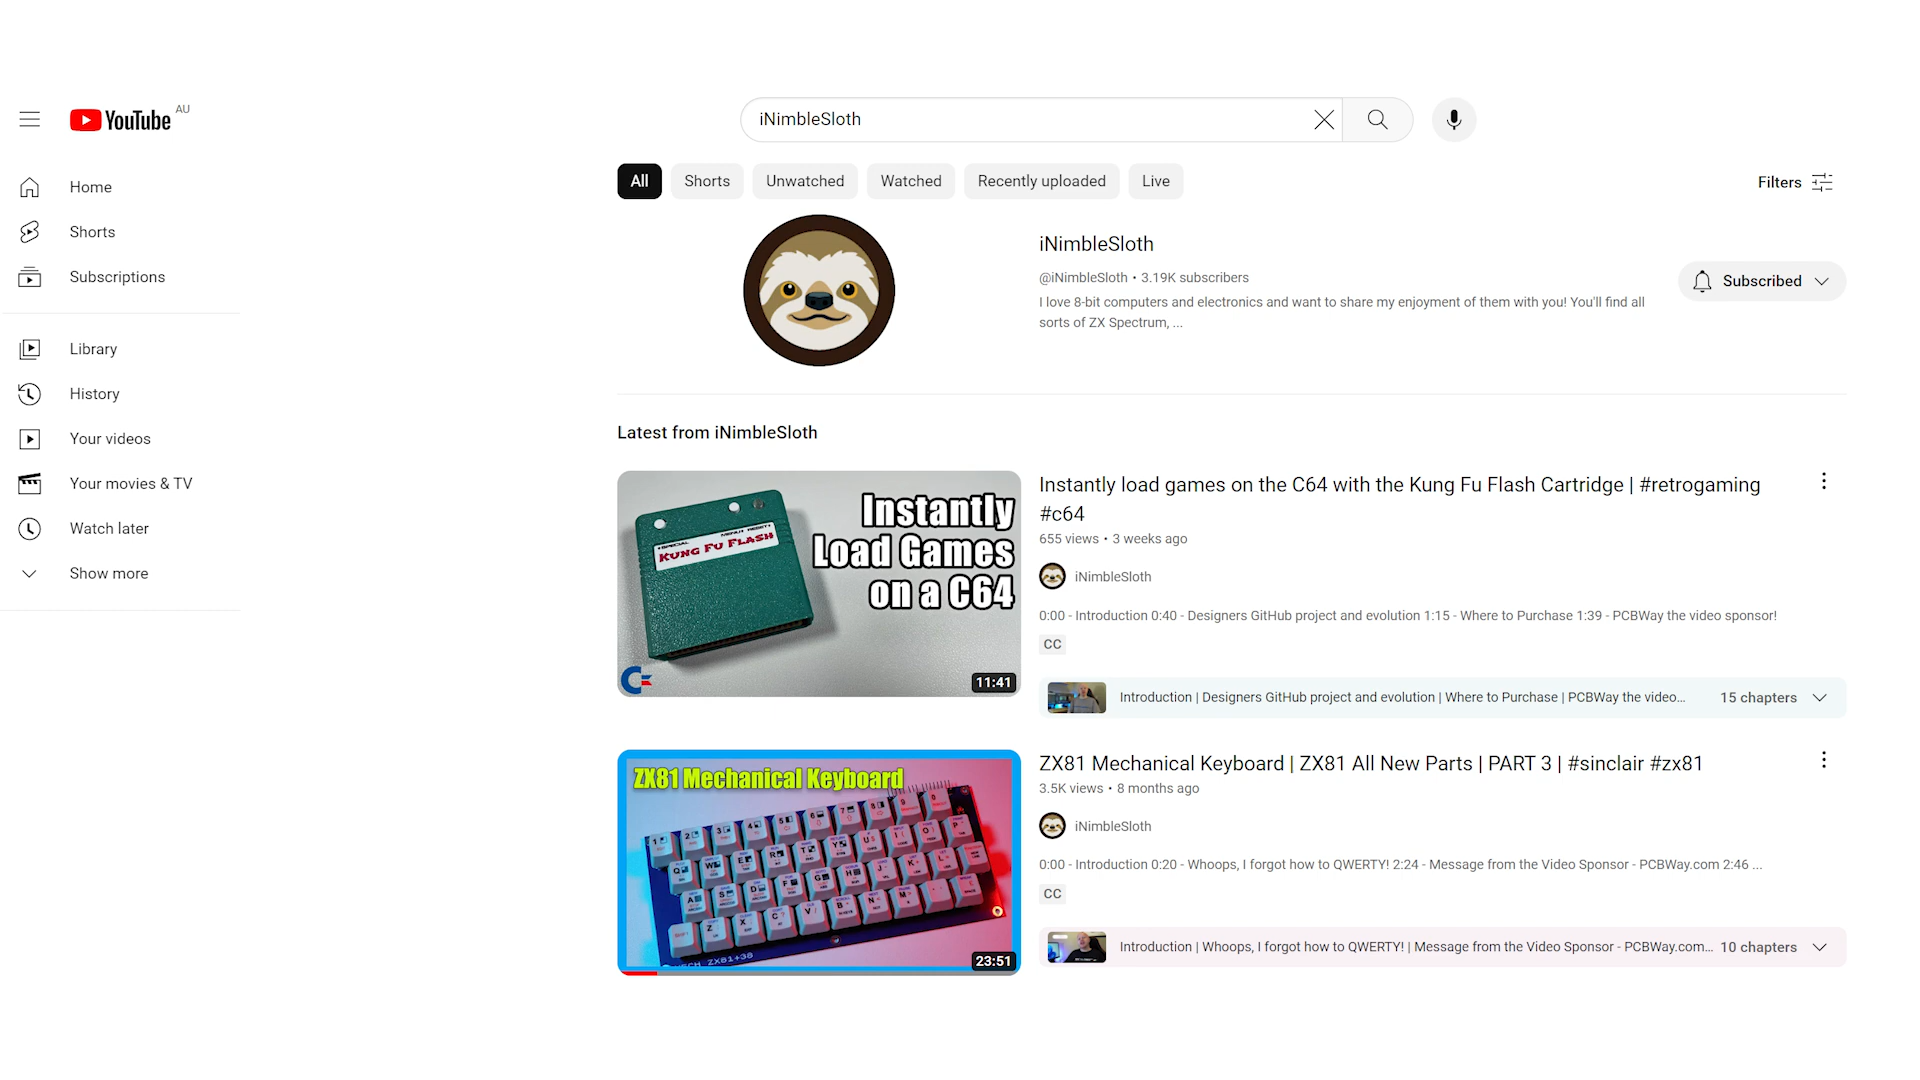 YouTube AU
iNimbleSloth
Home
Shorts
Subscriptions
Library
History
Your videos
Your movies & TV
Watch later
Show more
All
Shorts
Unwatched
Watched
Recently uploaded
Live
Filters
iNimbleSloth
@iNimbleSloth • 3.19K subscribers
I love 8-bit computers and electronics and want to share my enjoyment of them with you! You'll find all
sorts of ZX Spectrum, ...
Subscribed
Latest from iNimbleSloth
Instantly
Load Games
on a C64
SPECIAL
MENU
RESET
KUNG FU FLASH
11:41
Instantly load games on the C64 with the Kung Fu Flash Cartridge | #retrogaming
#c64
655 views • 3 weeks ago
iNimbleSloth
0:00 - Introduction 0:40 - Designers GitHub project and evolution 1:15 - Where to Purchase 1:39 - PCBWay the video sponsor!
CC
Introduction | Designers GitHub project and evolution | Where to Purchase | PCBWay the video...
15 chapters
ZX81 Mechanical Keyboard
23:51
ZX81 Mechanical Keyboard | ZX81 All New Parts | PART 3 | #sinclair #zx81
3.5K views • 8 months ago
iNimbleSloth
0:00 - Introduction 0:20 - Whoops, I forgot how to QWERTY! 2:24 - Message from the Video Sponsor - PCBWay.com 2:46 ...
CC
Introduction | Whoops, I forgot how to QWERTY! | Message from the Video Sponsor - PCBWay.com...
10 chapters